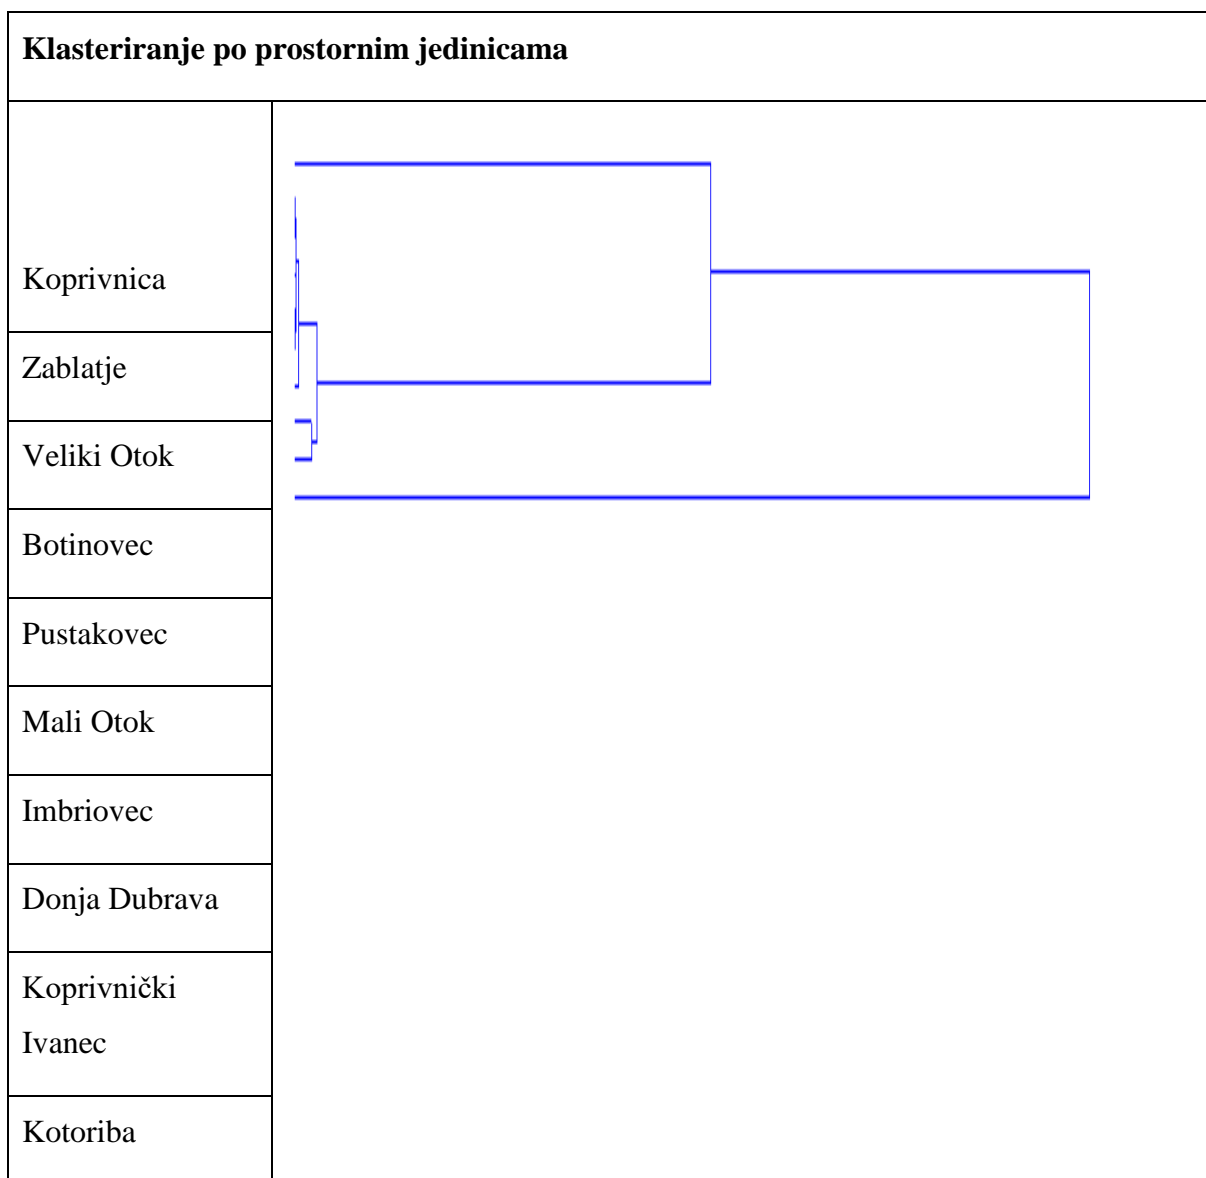 Klasteriranje po prostornim jedinicama
Koprivnica
Zablatje
Veliki Otok
Botinovec
Pustakovec
Mali Otok
Imbriovec
Donja Dubrava
Koprivnički
Ivanec
Kotoriba